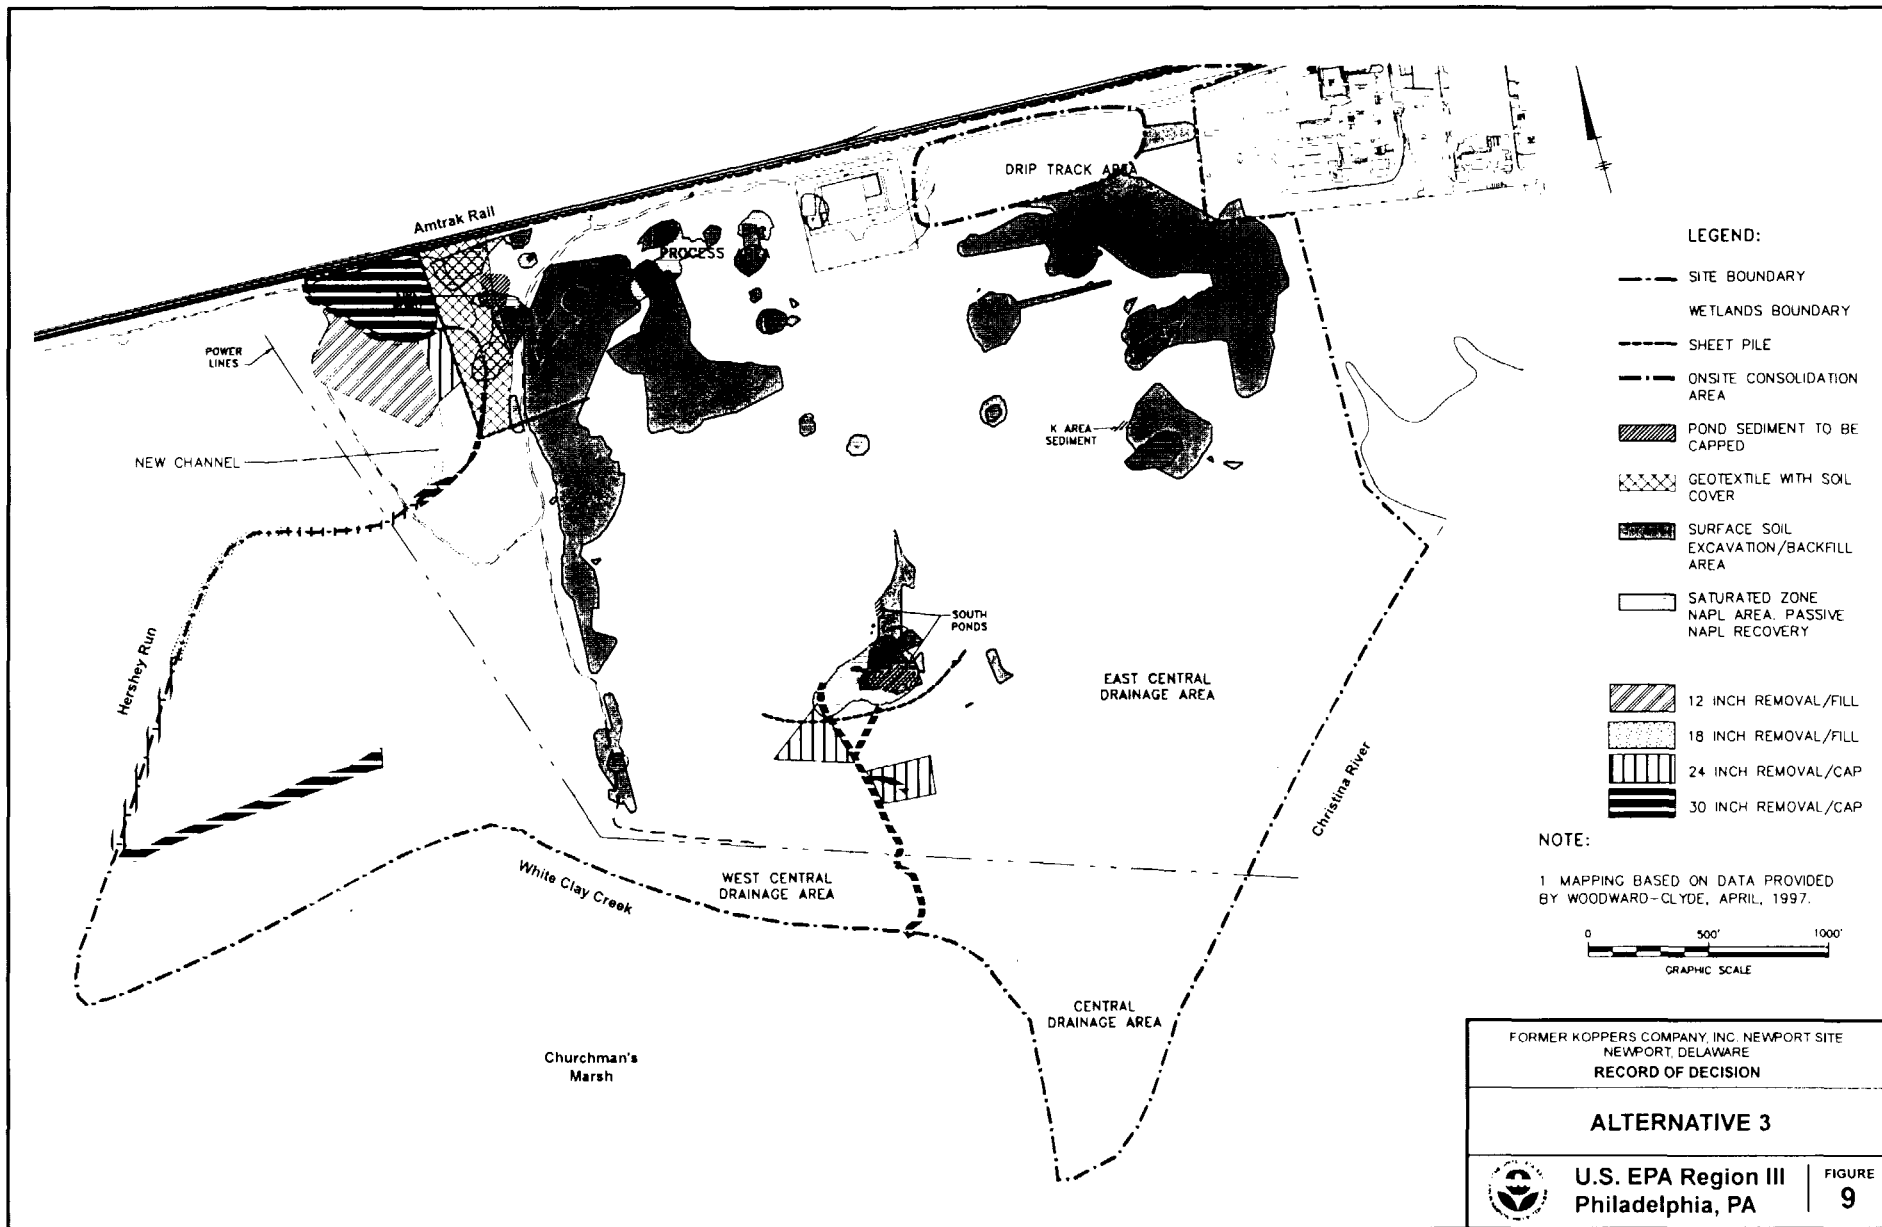 Amtrak Rail
DRIP TRACK AREA
PROCESS AREA
POWER
LINES
NEW CHANNEL
K AREA
SEDIMENT
SOUTH
PONDS
Hershey Run
EAST CENTRAL
DRAINAGE AREA
Christina River
White Clay Creek
WEST CENTRAL
DRAINAGE AREA
CENTRAL
DRAINAGE AREA
Churchman's
Marsh
LEGEND:
SITE BOUNDARY
WETLANDS BOUNDARY
SHEET PILE
ONSITE CONSOLIDATION
AREA
POND SEDIMENT TO BE
CAPPED
GEOTEXTILE WITH SOIL
COVER
SURFACE SOIL
EXCAVATION/BACKFILL
AREA
SATURATED ZONE
NAPL AREA. PASSIVE
NAPL RECOVERY
12 INCH REMOVAL/FILL
18 INCH REMOVAL/FILL
24 INCH REMOVAL/CAP
30 INCH REMOVAL/CAP
NOTE:
1 MAPPING BASED ON DATA PROVIDED
BY WOODWARD-CLYDE, APRIL, 1997.
0 500' 1000'
GRAPHIC SCALE
FORMER KOPPERS COMPANY, INC. NEWPORT SITE
NEWPORT, DELAWARE
RECORD OF DECISION
ALTERNATIVE 3
U.S. EPA Region III
Philadelphia, PA
FIGURE
9